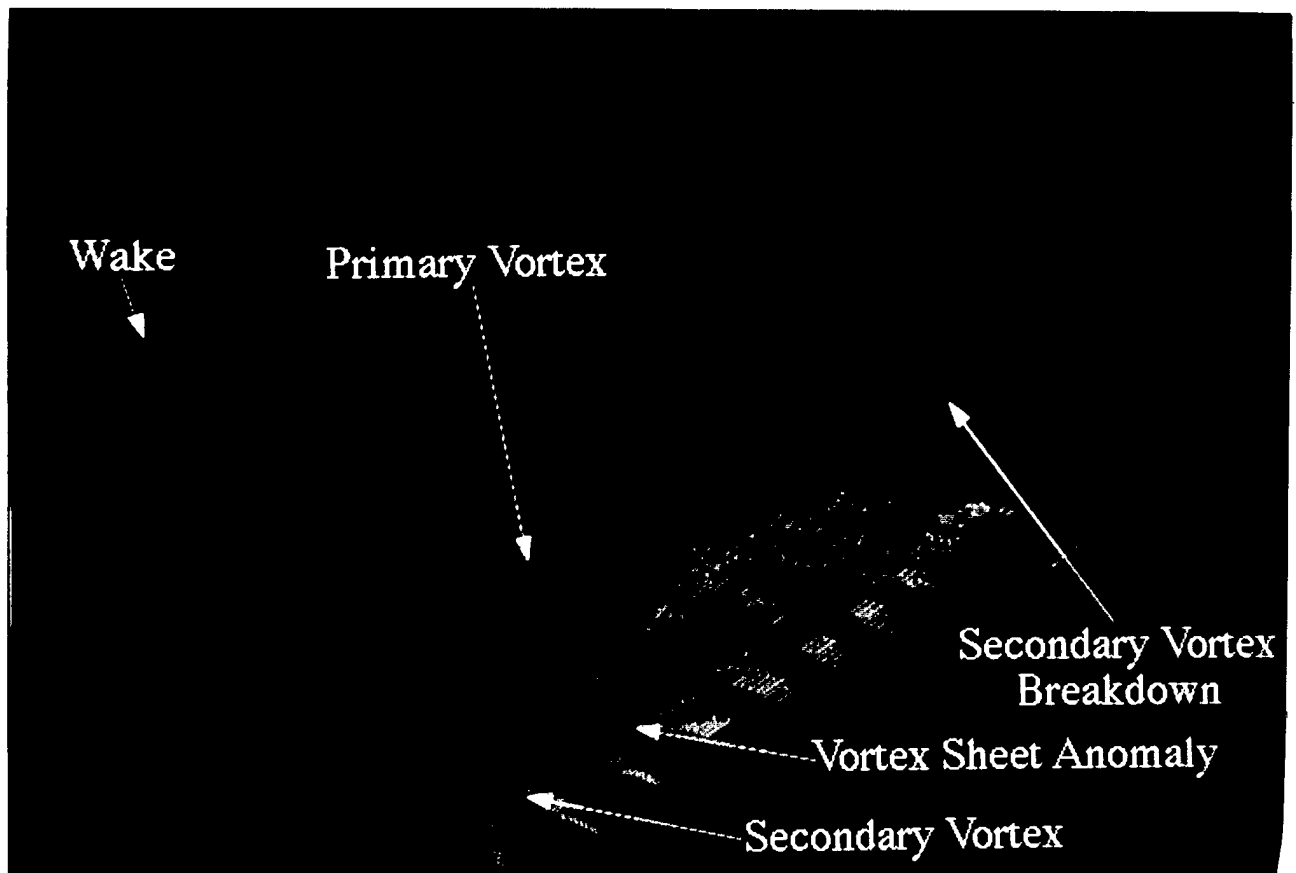 Wake
Primary Vortex
Secondary Vortex
Breakdown
Vortex Sheet Anomaly
Secondary Vortex